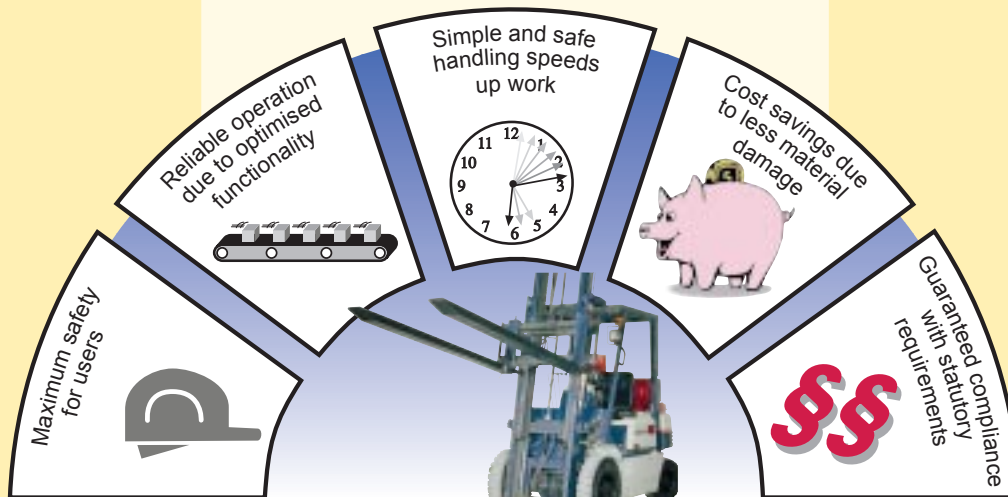 Maximum safety
for users
Reliable operation
due to optimised
functionality
Simple and safe
handling speeds
up work
12
1
2
3
4
5
6
7
8
9
10
11
Cost savings due
to less material
damage
Guaranteed compliance
with statutory
requirements
§§